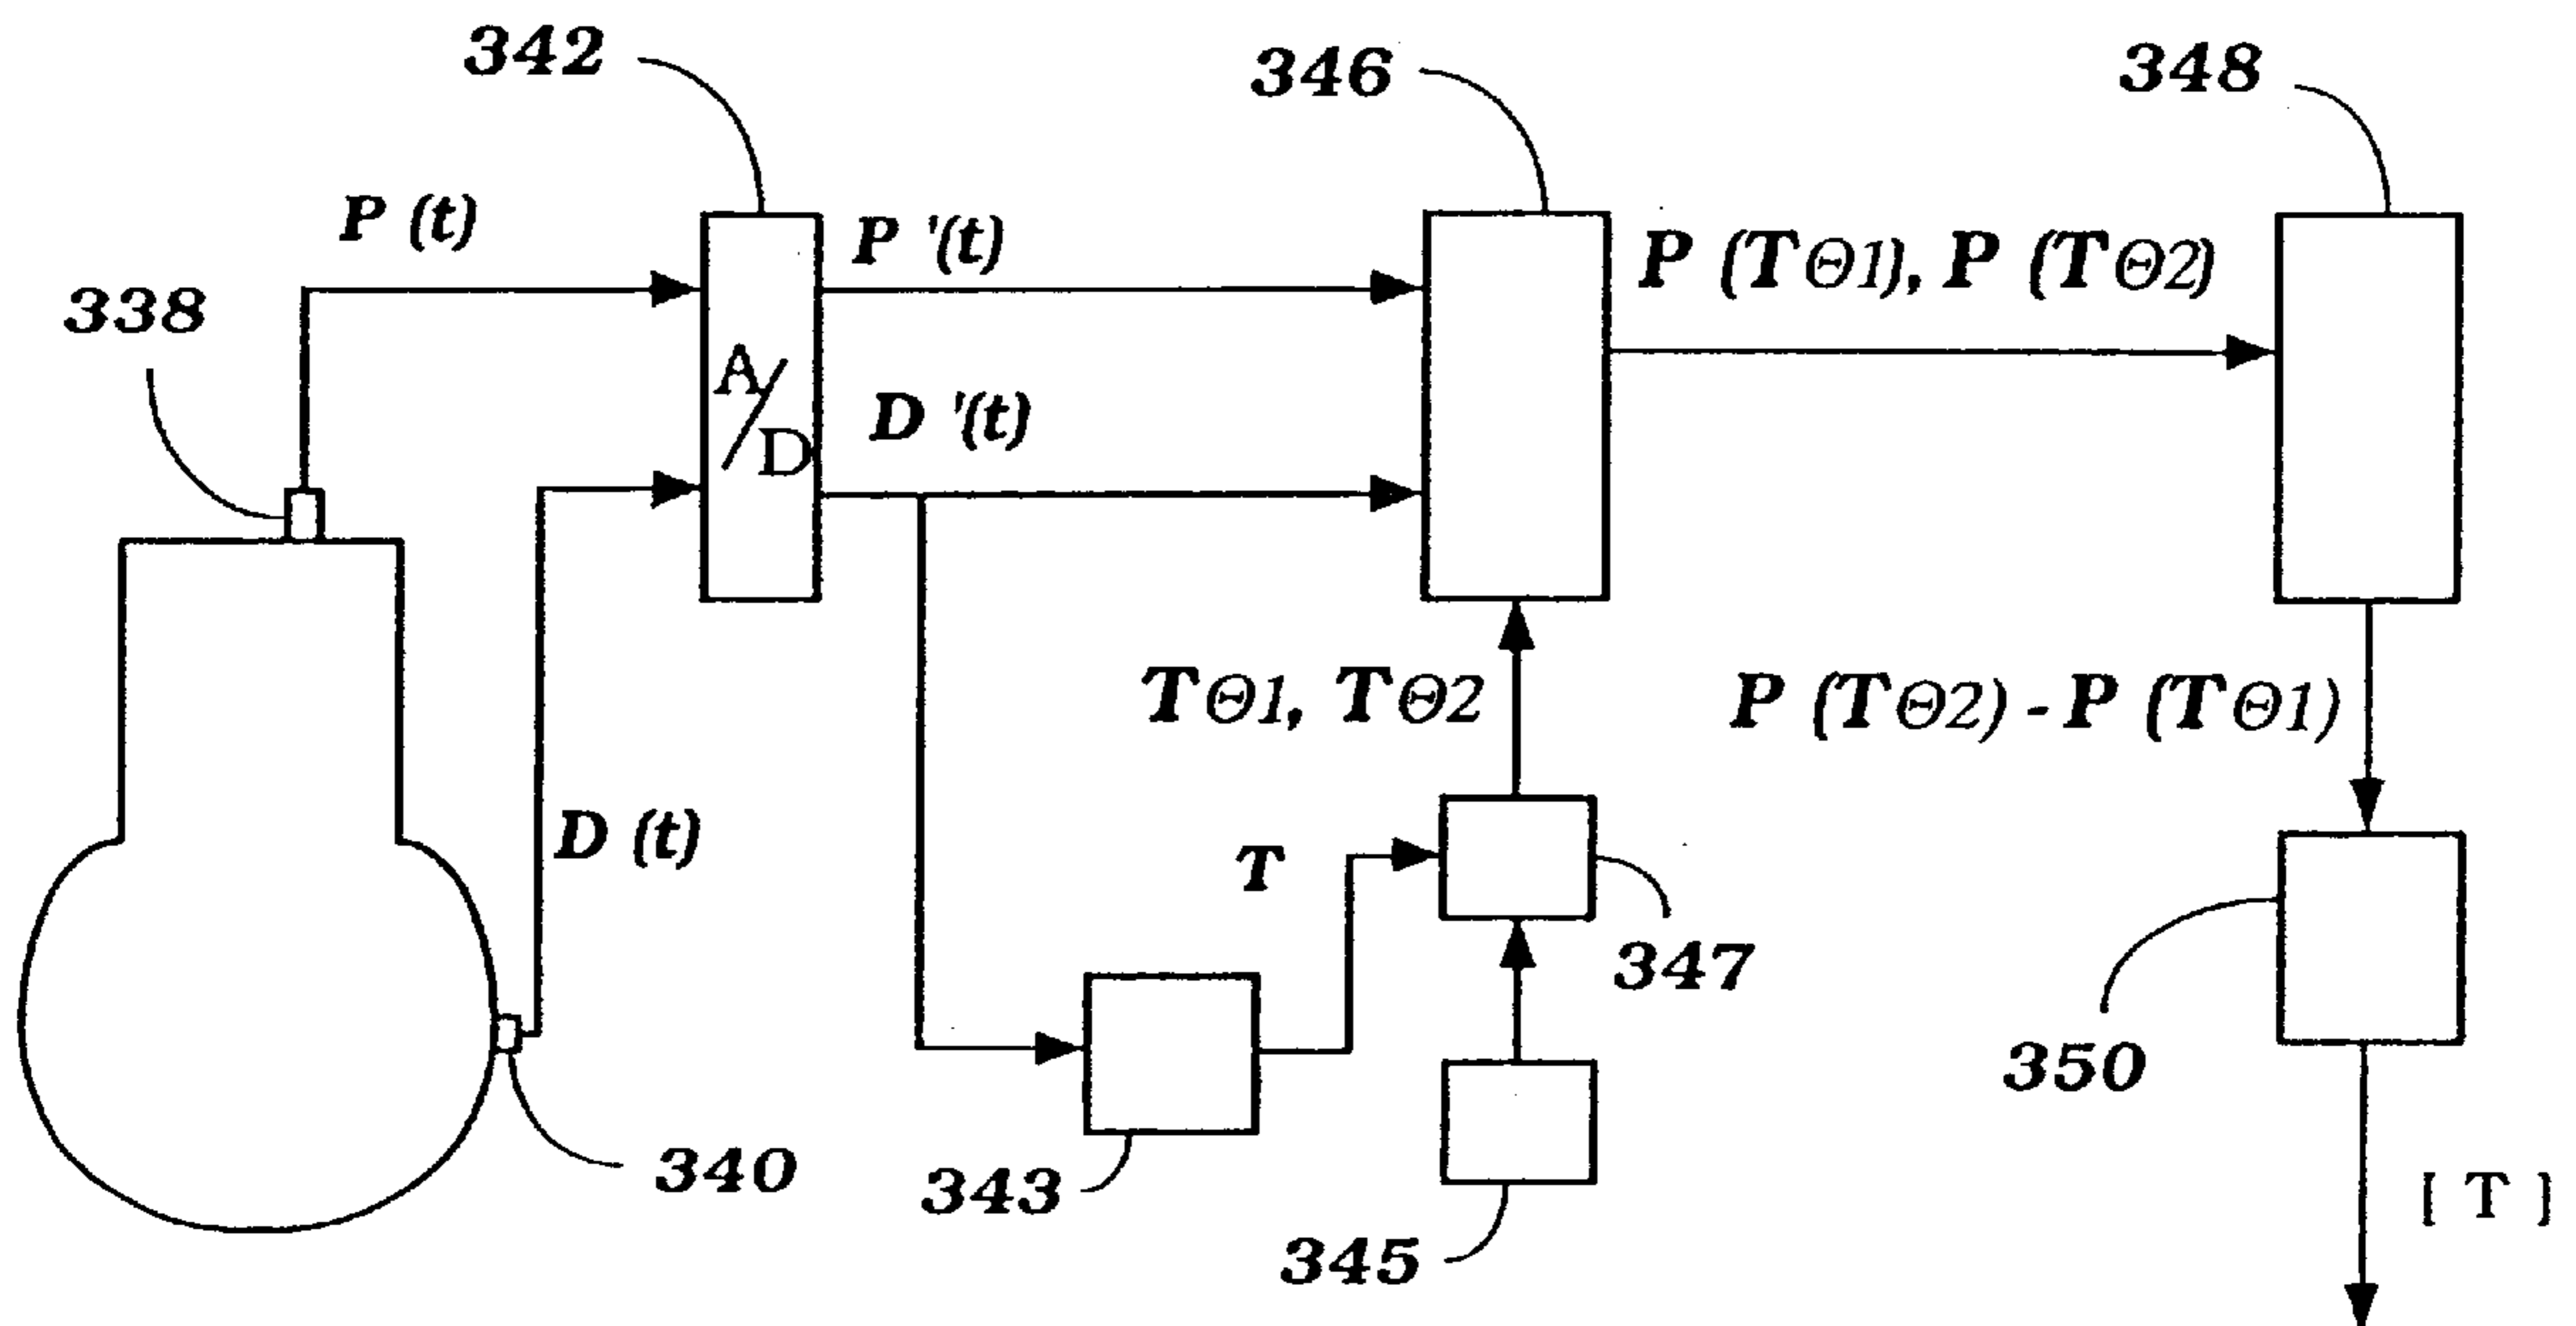 342
346
348
P (t)
P '(t)
P (TΘ1), P (TΘ2)
338
A/D
D '(t)
TΘ1, TΘ2
P (TΘ2) - P (TΘ1)
D (t)
T
347
350
340
343
[ T ]
345